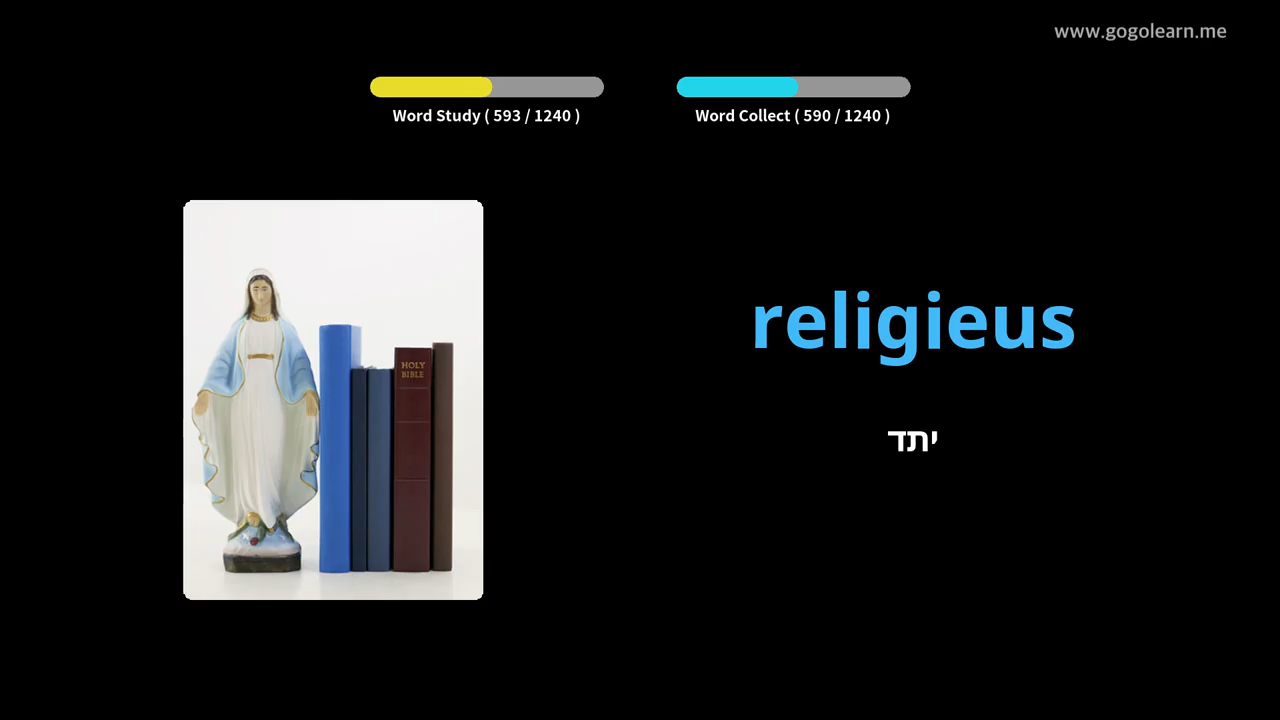 www.gogolearn.me
Word Study ( 593 / 1240 )
Word Collect ( 590 / 1240 )
HOLY
BIBLE
religieus
יתד